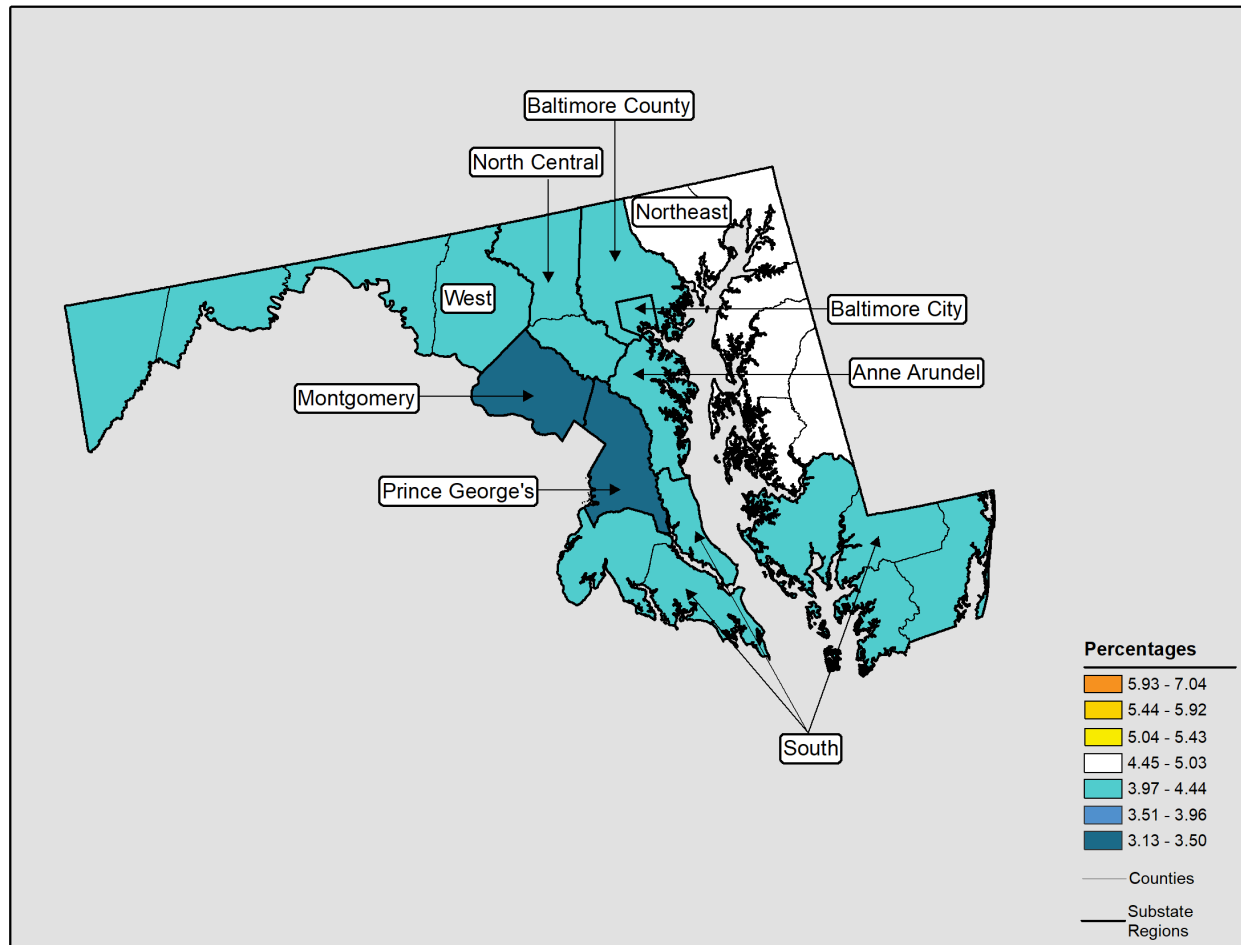 Baltimore County
North Central
Northeast
West
Baltimore City
Anne Arundel
Montgomery
Prince George's
South
Percentages
5.93 - 7.04
5.44 - 5.92
5.04 - 5.43
4.45 - 5.03
3.97 - 4.44
3.51 - 3.96
3.13 - 3.50
Counties
Substate
Regions